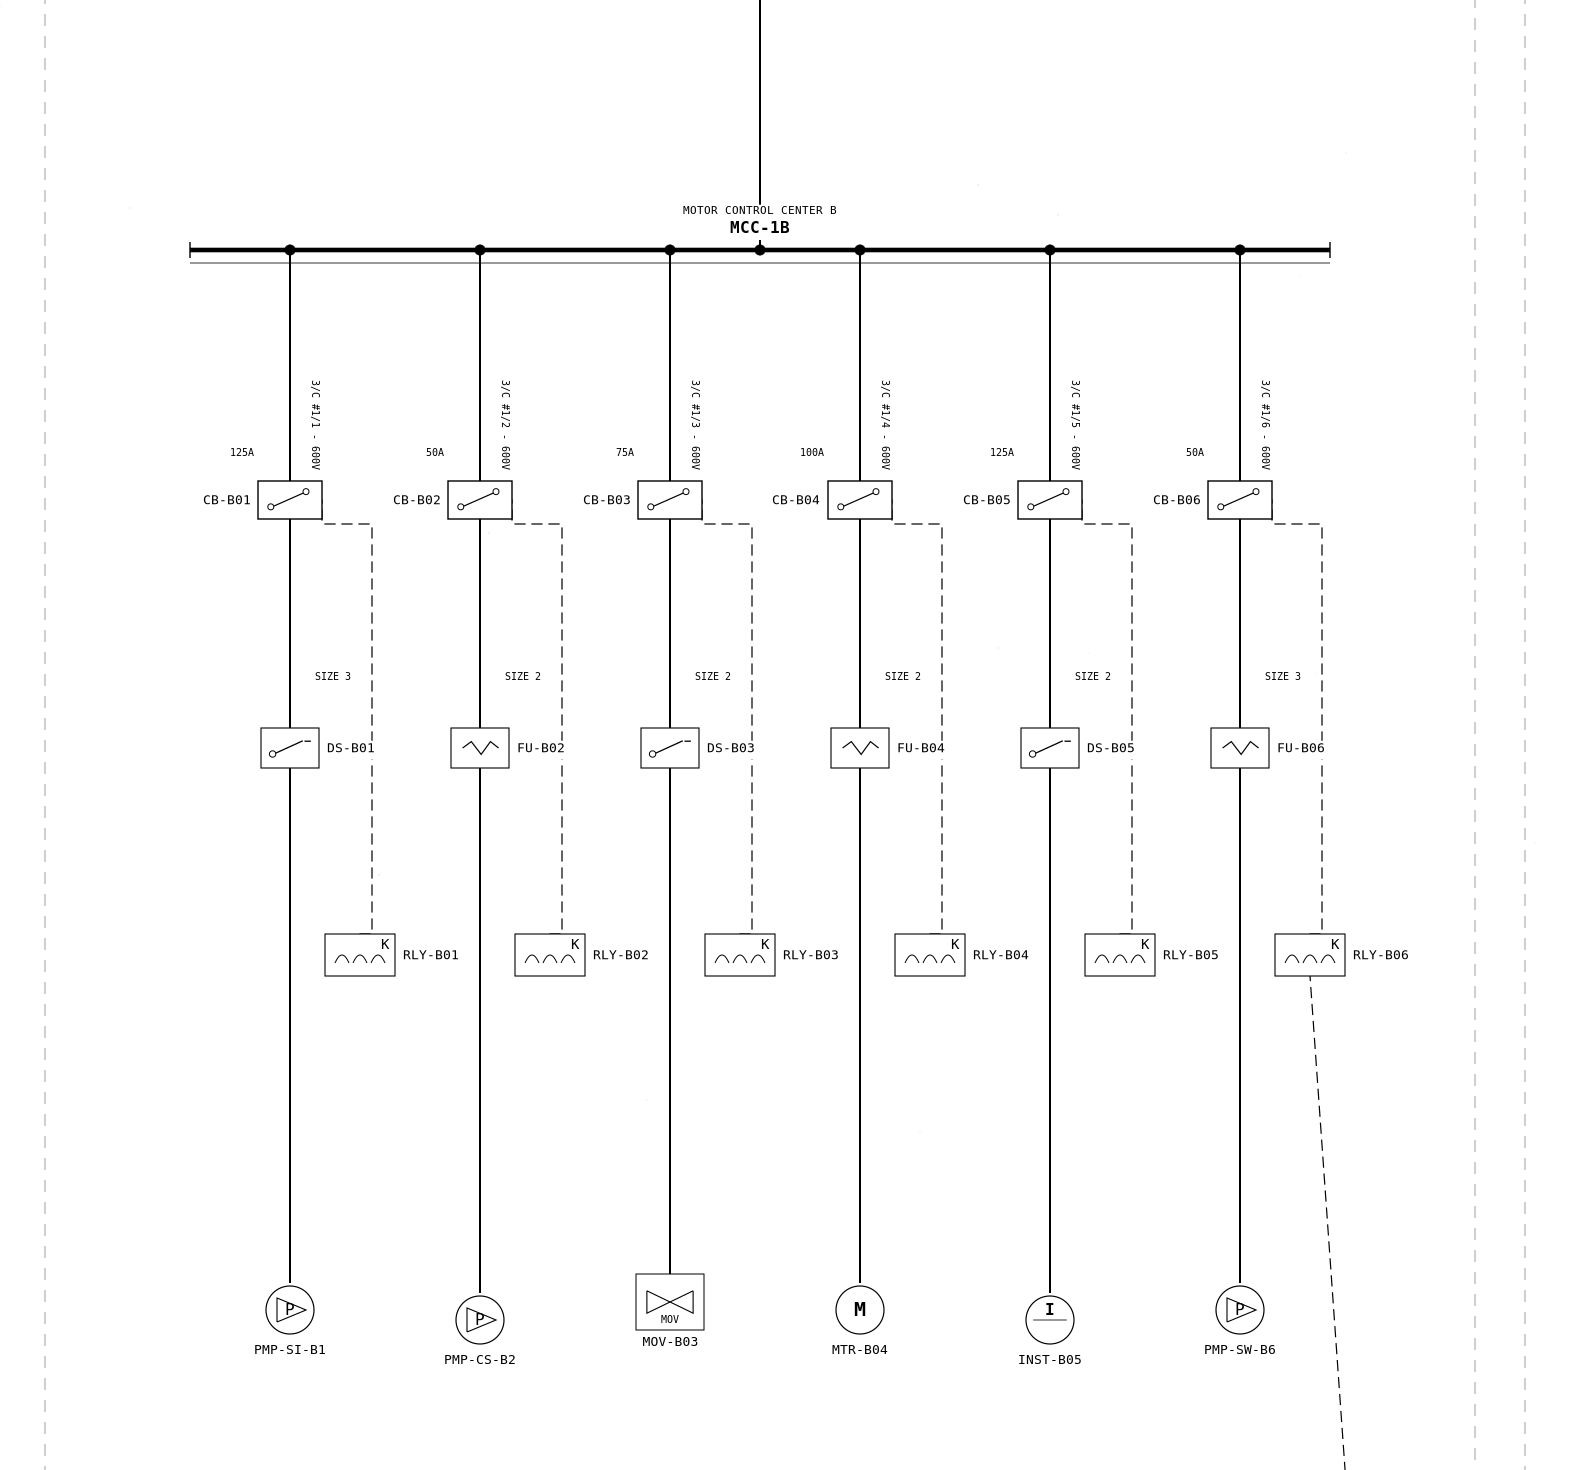 MOTOR CONTROL CENTER B
MCC-1B
3/C #1/1 - 600V
3/C #1/2 - 600V
3/C #1/3 - 600V
3/C #1/4 - 600V
3/C #1/5 - 600V
3/C #1/6 - 600V
125A
50A
75A
100A
125A
50A
CB-B01
CB-B02
CB-B03
CB-B04
CB-B05
CB-B06
SIZE 3
SIZE 2
SIZE 2
SIZE 2
SIZE 2
SIZE 3
DS-B01
FU-B02
DS-B03
FU-B04
DS-B05
FU-B06
K
RLY-B01
K
RLY-B02
K
RLY-B03
K
RLY-B04
K
RLY-B05
K
RLY-B06
P
PMP-SI-B1
P
PMP-CS-B2
MOV
MOV-B03
M
MTR-B04
I
INST-B05
P
PMP-SW-B6